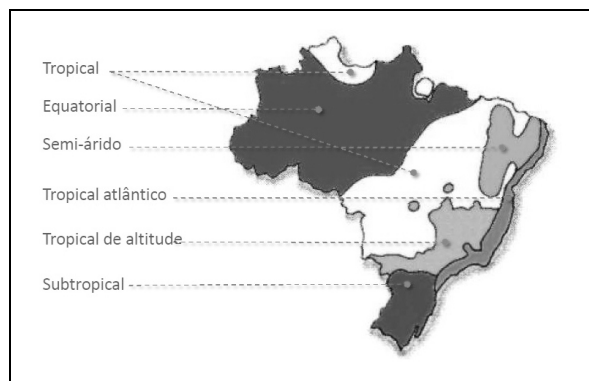 Tropical
Equatorial
Semi-árido
Tropical atlântico
Tropical de altitude
Subtropical